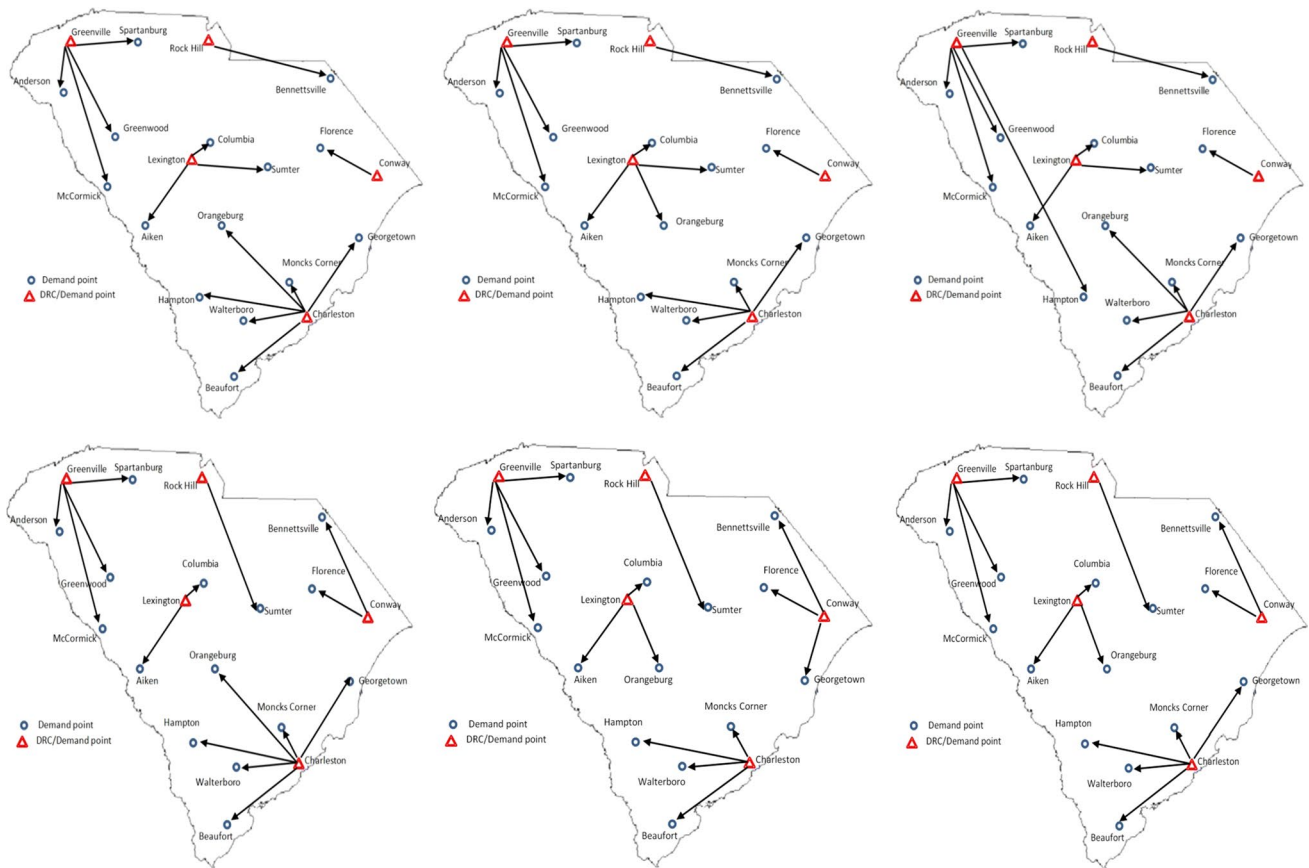 Greenville
Spartanburg
Rock Hill
Anderson
Bennettsville
Greenwood
Columbia
Florence
Lexington
Conway
Sumter
McCormick
Orangeburg
Aiken
Georgetown
Moncks Corner
Demand point
DRC/Demand point
Hampton
Walterboro
Charleston
Beaufort
Greenville
Spartanburg
Rock Hill
Anderson
Bennettsville
Greenwood
Columbia
Florence
Lexington
Conway
Sumter
McCormick
Orangeburg
Aiken
Georgetown
Moncks Corner
Demand point
DRC/Demand point
Hampton
Walterboro
Charleston
Beaufort
Greenville
Spartanburg
Rock Hill
Anderson
Bennettsville
Greenwood
Columbia
Florence
Lexington
Conway
Sumter
McCormick
Orangeburg
Aiken
Georgetown
Moncks Corner
Demand point
DRC/Demand point
Hampton
Walterboro
Charleston
Beaufort
Greenville
Spartanburg
Rock Hill
Anderson
Bennettsville
Greenwood
Columbia
Florence
Lexington
Conway
Sumter
McCormick
Orangeburg
Aiken
Georgetown
Moncks Corner
Demand point
DRC/Demand point
Hampton
Walterboro
Charleston
Beaufort
Greenville
Spartanburg
Rock Hill
Anderson
Bennettsville
Greenwood
Columbia
Florence
Lexington
Conway
Sumter
McCormick
Aiken
Orangeburg
Georgetown
Moncks Corner
Demand point
DRC/Demand point
Hampton
Walterboro
Charleston
Beaufort
Greenville
Spartanburg
Rock Hill
Anderson
Bennettsville
Greenwood
Columbia
Florence
Lexington
Conway
Sumter
McCormick
Orangeburg
Aiken
Georgetown
Moncks Corner
Demand point
DRC/Demand point
Hampton
Walterboro
Charleston
Beaufort